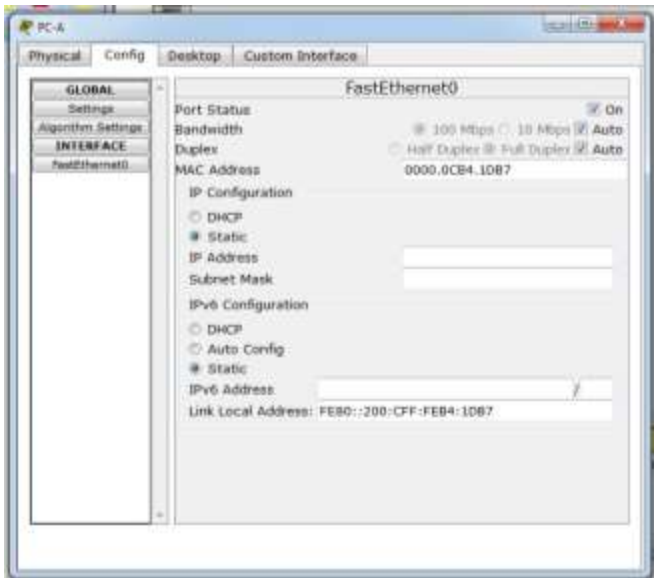 PC-A
Physical Config Desktop Custom Interface
GLOBAL
Settings
Algorithm Settings
INTERFACE
FastEthernet0
FastEthernet0
Port Status On
Bandwidth 100 Mbps 10 Mbps Auto
Duplex Half Duplex Full Duplex Auto
MAC Address 0000.0CB4.1DB7
IP Configuration
DHCP
Static
IP Address
Subnet Mask
IPv6 Configuration
DHCP
Auto Config
Static
IPv6 Address /
Link Local Address: FE80::200:CFF:FEB4:1DB7